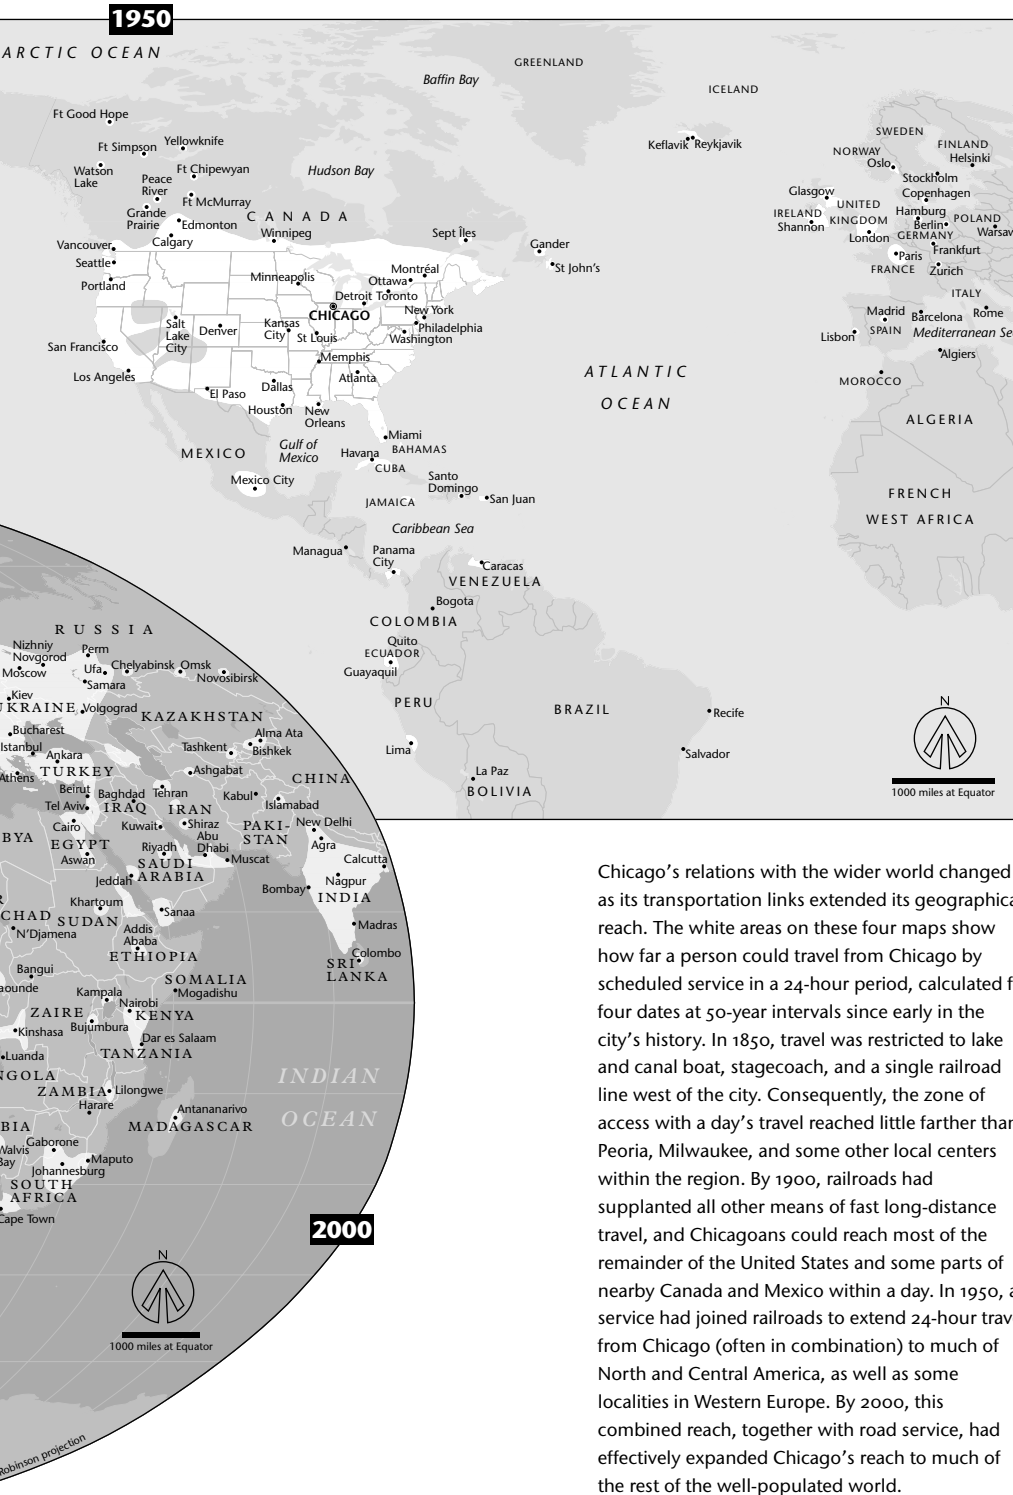 1950
ARCTIC OCEAN
Baffin Bay
GREENLAND
ICELAND
Ft Good Hope
Keflavik Reykjavik
SWEDEN
FINLAND
NORWAY
Helsinki
Oslo
Stockholm
Ft Simpson
Yellowknife
Watson
Lake
Ft Chipewyan
Peace
River
Ft McMurray
Hudson Bay
Grande
Prairie
Edmonton
CANADA
Calgary
Winnipeg
Sept Îles
Glasgow
Copenhagen
UNITED
KINGDOM
IRELAND
Shannon
Hamburg
Berlin
POLAND
Warsaw
London
GERMANY
Frankfurt
Paris
FRANCE
Zurich
ITALY
Vancouver
Seattle
Portland
Gander
St John's
Minneapolis
Montréal
Ottawa
Detroit Toronto
CHICAGO
New York
Philadelphia
Washington
Salt
Lake
City
Denver
Kansas
City
St Louis
San Francisco
Memphis
Los Angeles
Atlanta
El Paso
Dallas
Houston
New
Orleans
Madrid
SPAIN
Barcelona
Rome
Lisbon
Mediterranean Se
Algiers
MOROCCO
ATLANTIC
OCEAN
ALGERIA
FRENCH
WEST AFRICA
MEXICO
Gulf of
Mexico
Mexico City
Miami
BAHAMAS
Havana
CUBA
Santo
Domingo
San Juan
JAMAICA
Caribbean Sea
Managua
Panama
City
Caracas
VENEZUELA
Bogota
COLOMBIA
Quito
ECUADOR
Guayaquil
PERU
BRAZIL
Recife
Lima
Salvador
La Paz
BOLIVIA
N
1000 miles at Equator
RUSSIA
Nizhniy
Novgorod
Perm
Moscow
Ufa
Chelyabinsk
Omsk
Novosibirsk
Samara
Kiev
UKRAINE
Volgograd
KAZAKHSTAN
Bucharest
Istanbul
Ankara
Alma Ata
Tashkent
Bishkek
Athens
TURKEY
Ashgabat
CHINA
Beirut
Baghdad
Tehran
Kabul
Islamabad
Tel Aviv
IRAQ
IRAN
Cairo
Kuwait
Shiraz
PAKI-
STAN
New Delhi
BYA
EGYPT
Riyadh
Abu
Dhabi
Agra
Aswan
SAUDI
ARABIA
Muscat
Calcutta
Jeddah
Bombay
Nagpur
INDIA
Khartoum
Sanaa
CHAD
SUDAN
N'Djamena
Addis
Ababa
ETHIOPIA
Madras
Colombo
SRI
LANKA
Bangui
SOMALIA
Mogadishu
aounde
Kampala
Nairobi
ZAIRE
KENYA
Kinshasa
Bujumbura
Dar es Salaam
Luanda
TANZANIA
NGOLA
ZAMBIA
Lilongwe
INDIAN
OCEAN
Harare
Antananarivo
BIA
MADAGASCAR
Walvis
Bay
Gaborone
Maputo
Johannesburg
SOUTH
AFRICA
Cape Town
2000
N
1000 miles at Equator
Robinson projection
Chicago's relations with the wider world changed
as its transportation links extended its geographica
reach. The white areas on these four maps show
how far a person could travel from Chicago by
scheduled service in a 24-hour period, calculated f
four dates at 50-year intervals since early in the
city's history. In 1850, travel was restricted to lake
and canal boat, stagecoach, and a single railroad
line west of the city. Consequently, the zone of
access with a day's travel reached little farther than
Peoria, Milwaukee, and some other local centers
within the region. By 1900, railroads had
supplanted all other means of fast long-distance
travel, and Chicagoans could reach most of the
remainder of the United States and some parts of
nearby Canada and Mexico within a day. In 1950, a
service had joined railroads to extend 24-hour trav
from Chicago (often in combination) to much of
North and Central America, as well as some
localities in Western Europe. By 2000, this
combined reach, together with road service, had
effectively expanded Chicago's reach to much of
the rest of the well-populated world.